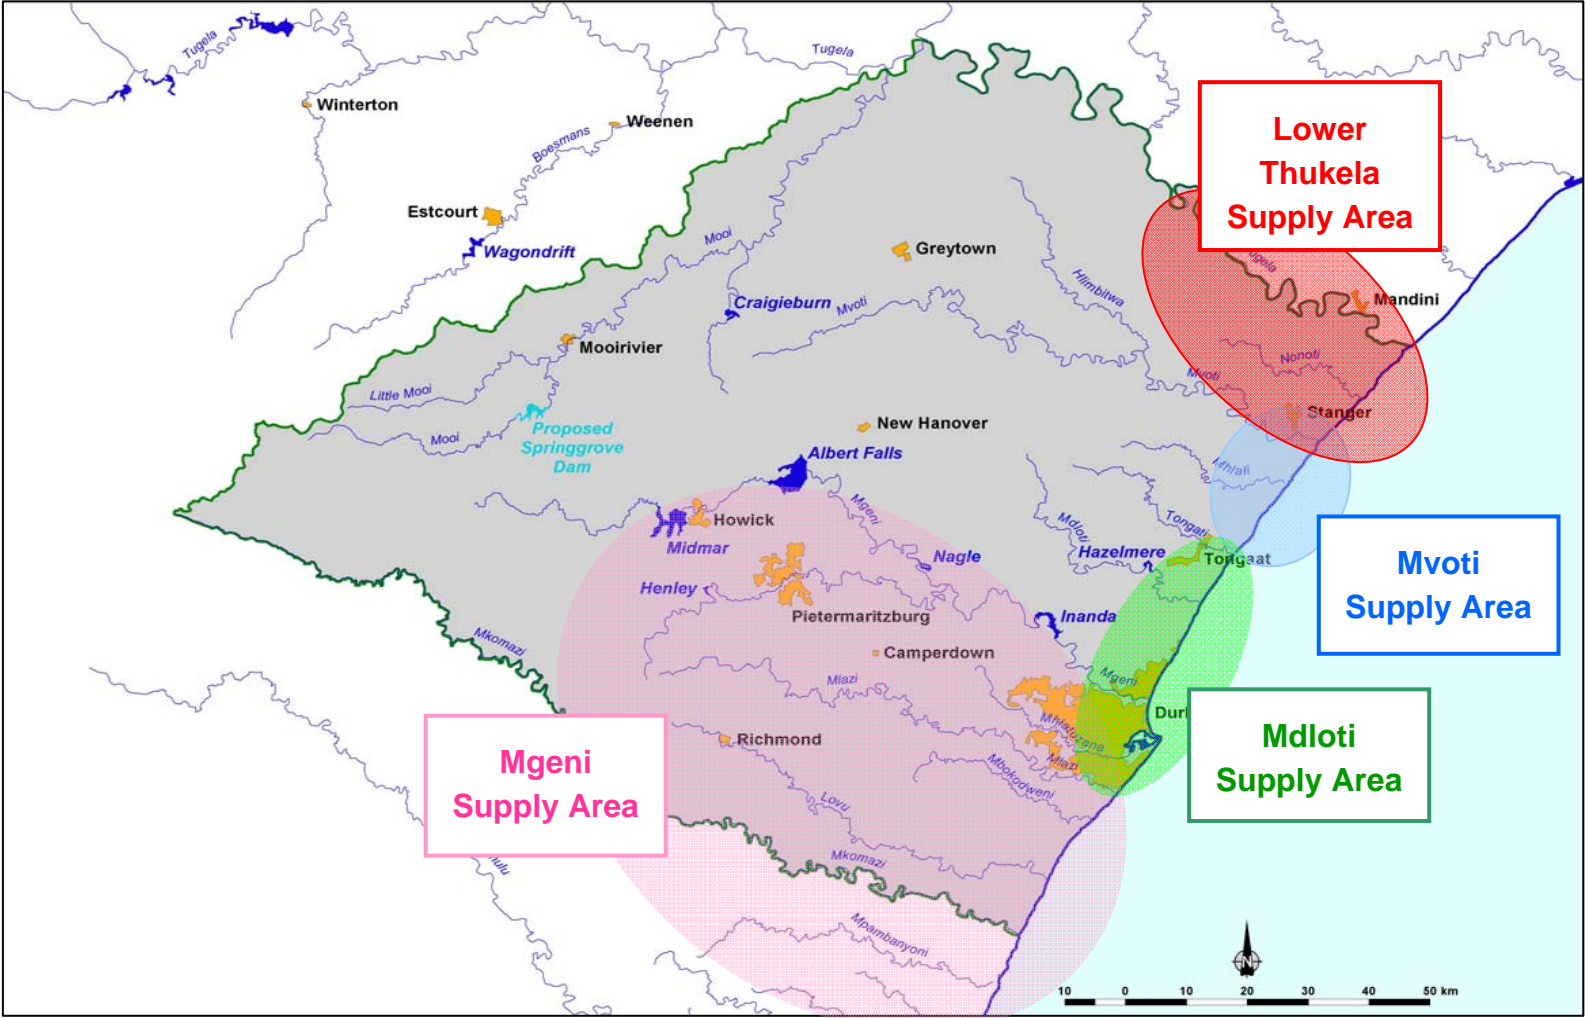 Tugela
Tugela
Winterton
Weenen
Boesmans
Lower
Thukela
Supply Area
Estcourt
Wagondrift
Mooi
Greytown
Hlimbitwa
Craigieburn
Mvoti
Mandini
Mooirivier
Nonoti
Mvoti
Little Mooi
Stanger
Mooi
Proposed
Springgrove
Dam
New Hanover
Albert Falls
Mhlali
Mgeni
Howick
Midmar
Mdloti
Tongati
Hazelmere
Tongaat
Nagle
Henley
Mvoti
Supply Area
Pietermaritzburg
Inanda
Mkomazi
Camperdown
Mlazi
Mgeni
Mhlatuzana
Mdloti
Supply Area
Richmond
Mlazi
Mbokodweni
Mgeni
Supply Area
Lovu
Mkomazi
Mpambanyoni
N
10 0 10 20 30 40 50 km